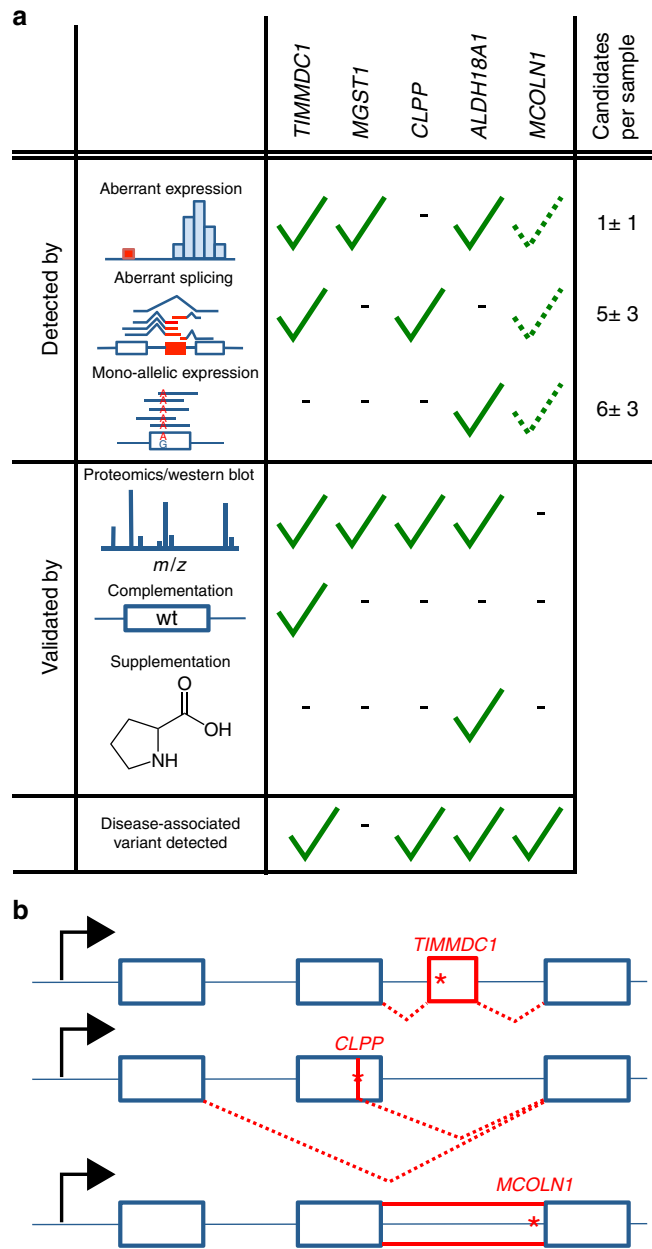 a
TIMMDC1
MGST1
CLPP
ALDH18A1
MCOLN1
Candidates
per sample
Detected by
Aberrant expression
-
1± 1
Aberrant splicing
- -
5± 3
Mono-allelic expression
A
A
A
A
A
A
G
- - -
6± 3
Validated by
Proteomics/western blot
m/z
-
Complementation
wt
- - - -
Supplementation
O
OH
NH
- - - -
Disease-associated
variant detected
-
b
TIMMDC1
*
CLPP
*
MCOLN1
*